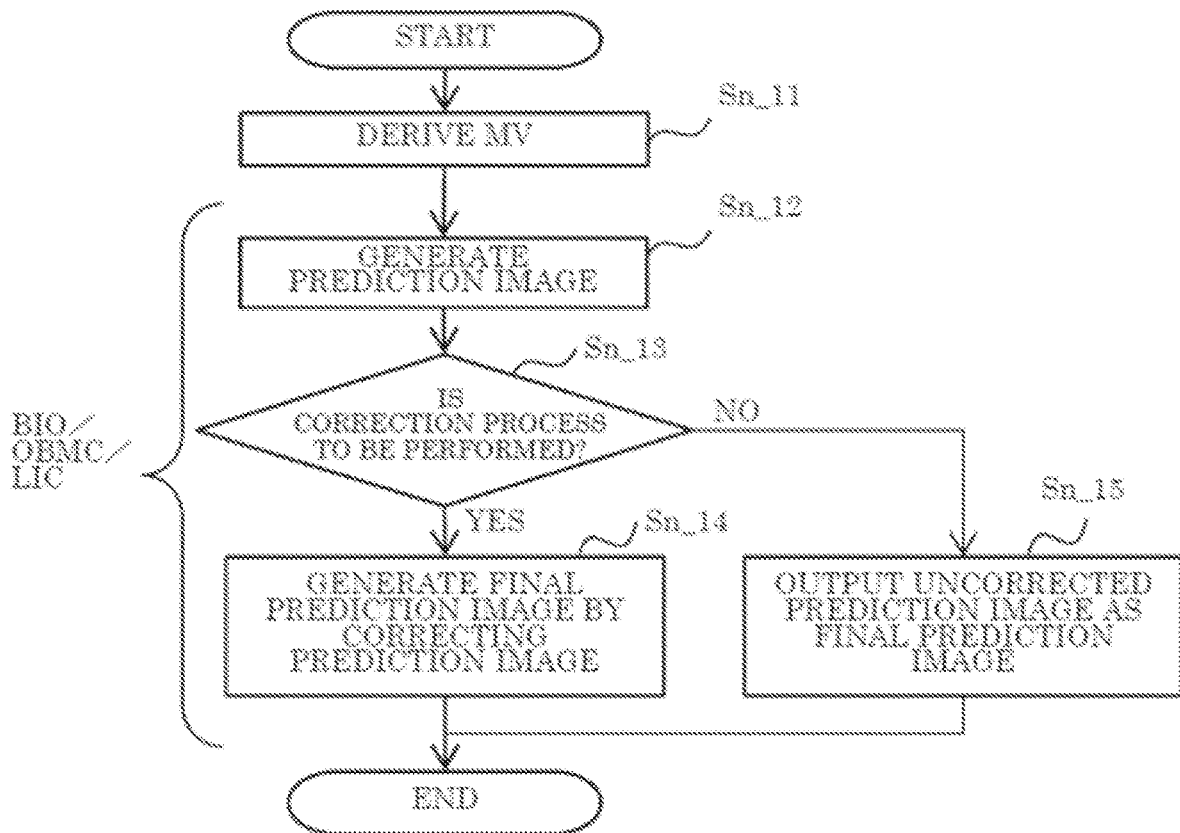 START
DERIVE MV
Sn_11
GENERATE
PREDICTION IMAGE
Sn_12
IS
CORRECTION PROCESS
TO BE PERFORMED?
Sn_13
NO
YES
BIO/
OBMC/
LIC
GENERATE FINAL
PREDICTION IMAGE BY
CORRECTING
PREDICTION IMAGE
Sn_14
OUTPUT UNCORRECTED
PREDICTION IMAGE AS
FINAL PREDICTION
IMAGE
Sn_15
END